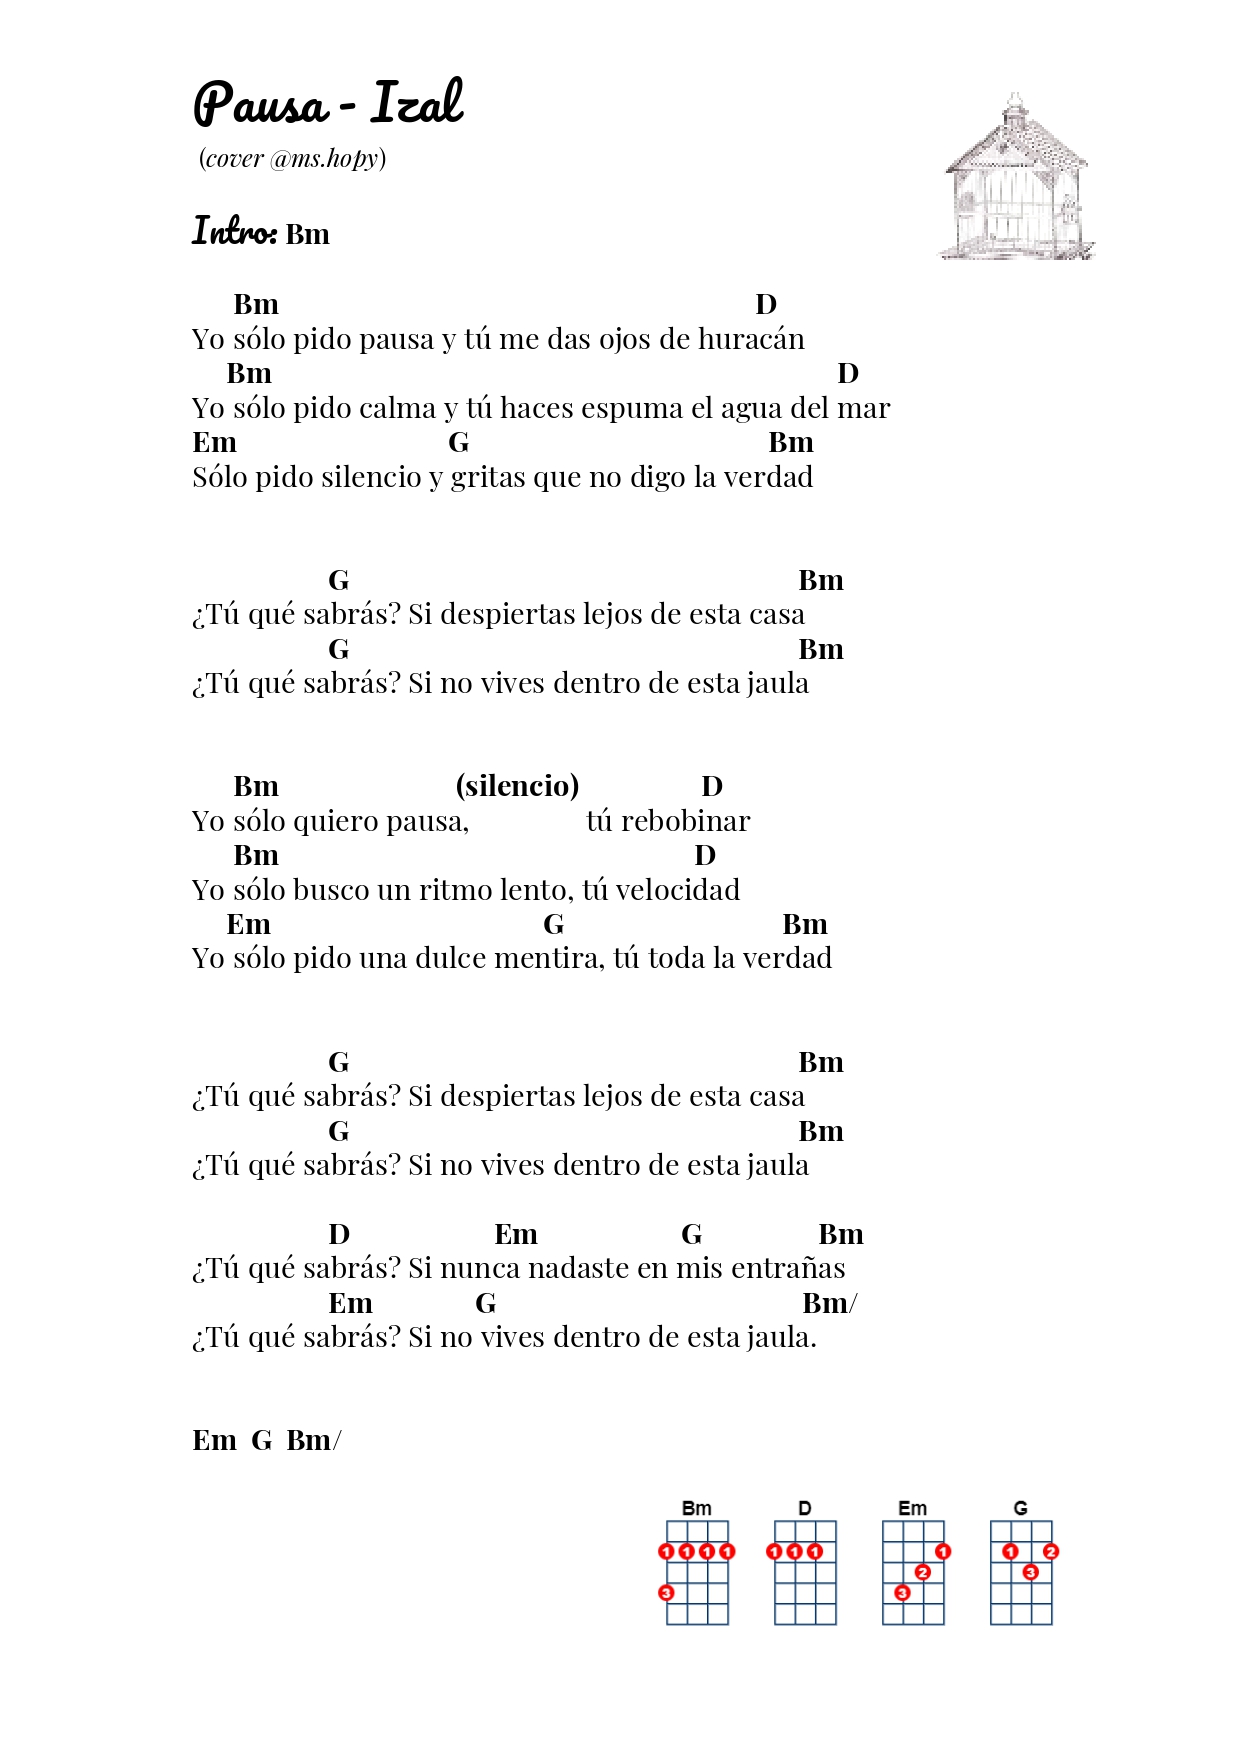 Pausa - Izal
(cover @ms.hopy)
Intro: Bm
Bm D
Yo sólo pido pausa y tú me das ojos de huracán
Bm D
Yo sólo pido calma y tú haces espuma el agua del mar
Em G Bm
Sólo pido silencio y gritas que no digo la verdad
G Bm
¿Tú qué sabrás? Si despiertas lejos de esta casa
G Bm
¿Tú qué sabrás? Si no vives dentro de esta jaula
Bm (silencio) D
Yo sólo quiero pausa, tú rebobinar
Bm D
Yo sólo busco un ritmo lento, tú velocidad
Em G Bm
Yo sólo pido una dulce mentira, tú toda la verdad
G Bm
¿Tú qué sabrás? Si despiertas lejos de esta casa
G Bm
¿Tú qué sabrás? Si no vives dentro de esta jaula
D Em G Bm
¿Tú qué sabrás? Si nunca nadaste en mis entrañas
Em G Bm/
¿Tú qué sabrás? Si no vives dentro de esta jaula.
Em G Bm/
Bm D Em G
1 1 1 1 1 1 1 1 1 2
2 3
3 3